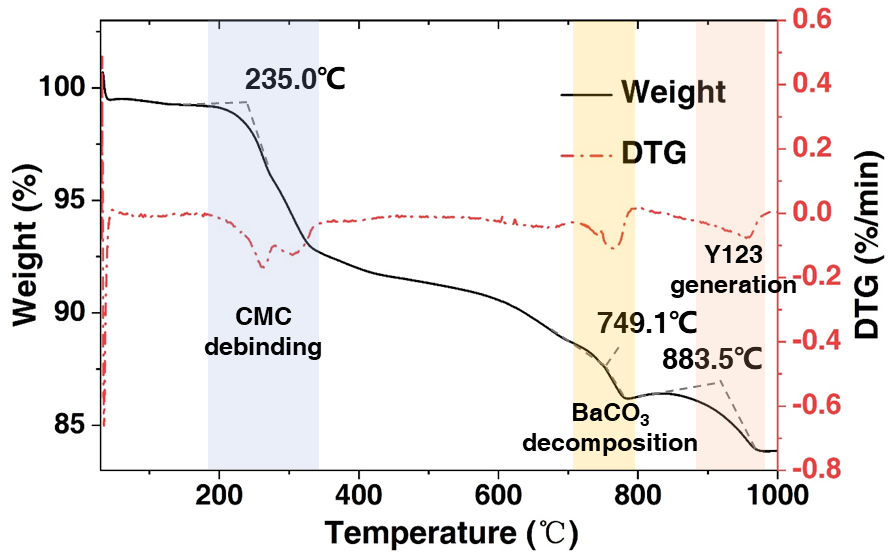 0.6
100
235.0℃
0.4
Weight
DTG
0.2
95
0.0
Weight (%)
DTG (%/min)
Y123
generation
-0.2
90
CMC
debinding
749.1℃
883.5℃
-0.4
85
BaCO₃
decomposition
-0.6
-0.8
200
400
600
800
1000
Temperature (℃)